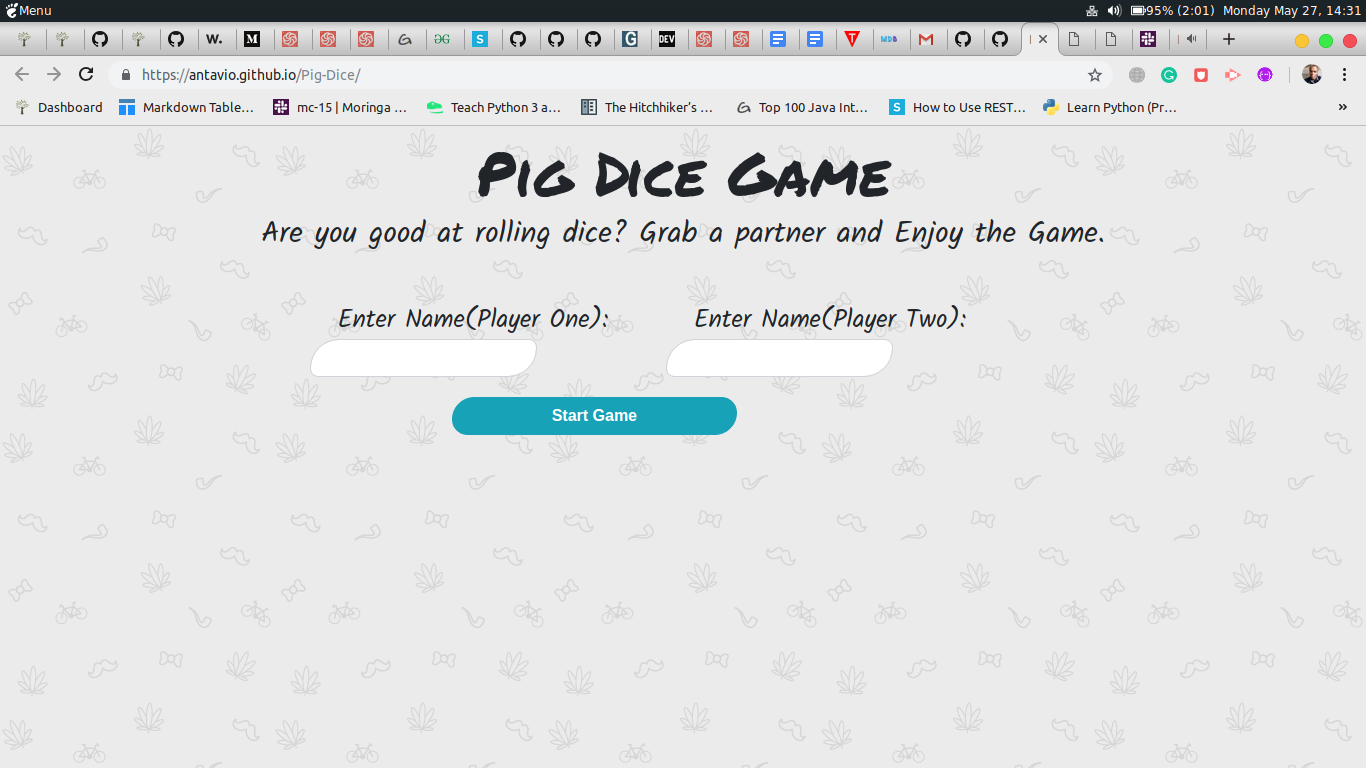 Menu
95% (2:01) Monday May 27, 14:31
W. M GG S G DEV T MDB M
https://antavio.github.io/Pig-Dice/
Dashboard Markdown Table... mc-15 | Moringa ... Teach Python 3 a... The Hitchhiker's ... Top 100 Java Int... S How to Use REST... Learn Python (Pr... »
Pig Dice Game
Are you good at rolling dice? Grab a partner and Enjoy the Game.
Enter Name(Player One): Enter Name(Player Two):
Start Game